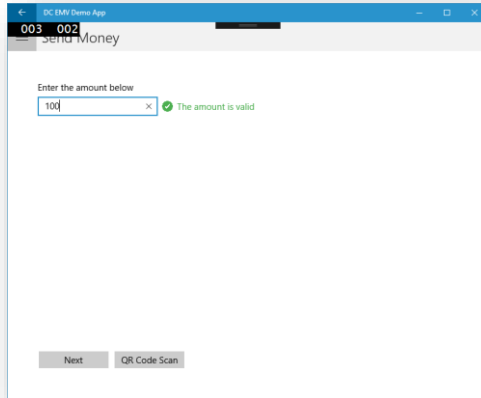 DC EMV Demo App
003 002
Send Money
Enter the amount below
100
The amount is valid
Next
QR Code Scan